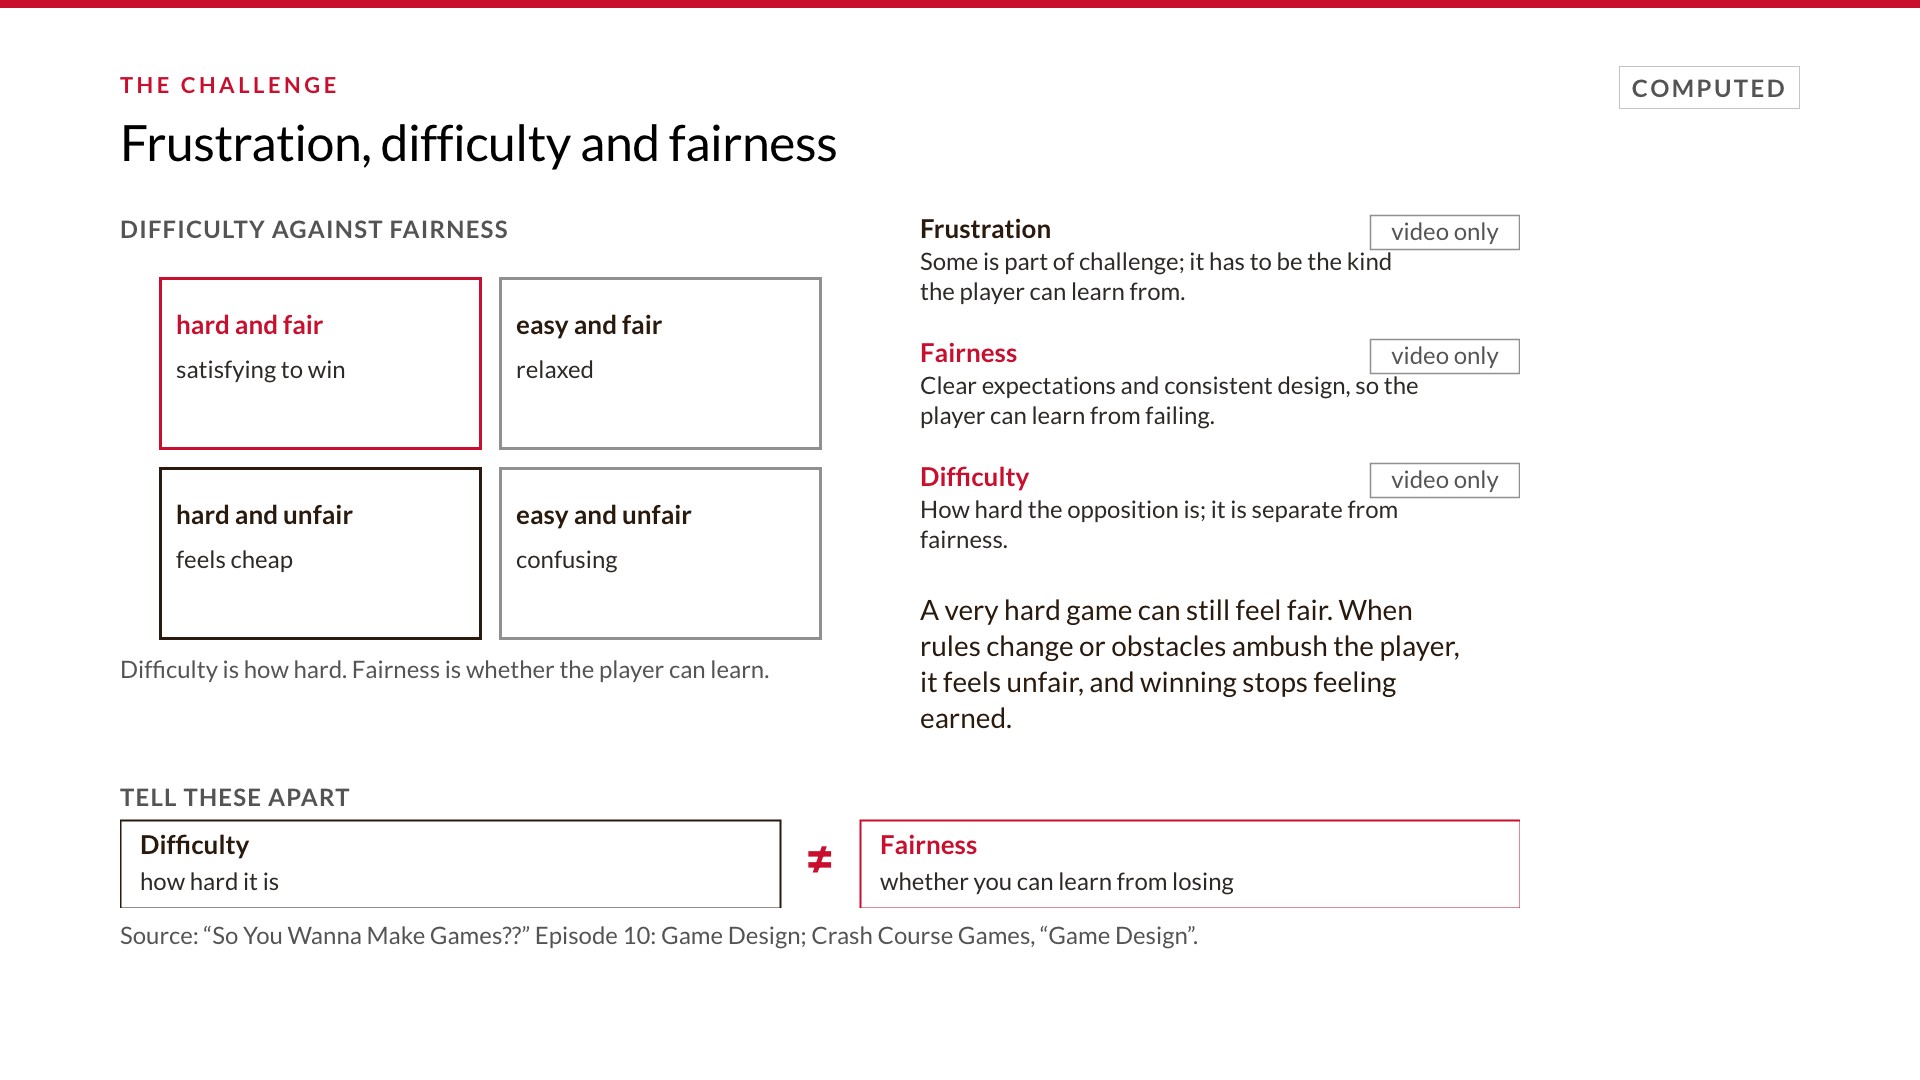 THE CHALLENGE
COMPUTED
Frustration, difficulty and fairness
DIFFICULTY AGAINST FAIRNESS
hard and fair
satisfying to win
easy and fair
relaxed
hard and unfair
feels cheap
easy and unfair
confusing
Difficulty is how hard. Fairness is whether the player can learn.
Frustration
video only
Some is part of challenge; it has to be the kind
the player can learn from.
Fairness
video only
Clear expectations and consistent design, so the
player can learn from failing.
Difficulty
video only
How hard the opposition is; it is separate from
fairness.
A very hard game can still feel fair. When
rules change or obstacles ambush the player,
it feels unfair, and winning stops feeling
earned.
TELL THESE APART
Difficulty
how hard it is
≠
Fairness
whether you can learn from losing
Source: “So You Wanna Make Games??” Episode 10: Game Design; Crash Course Games, “Game Design”.